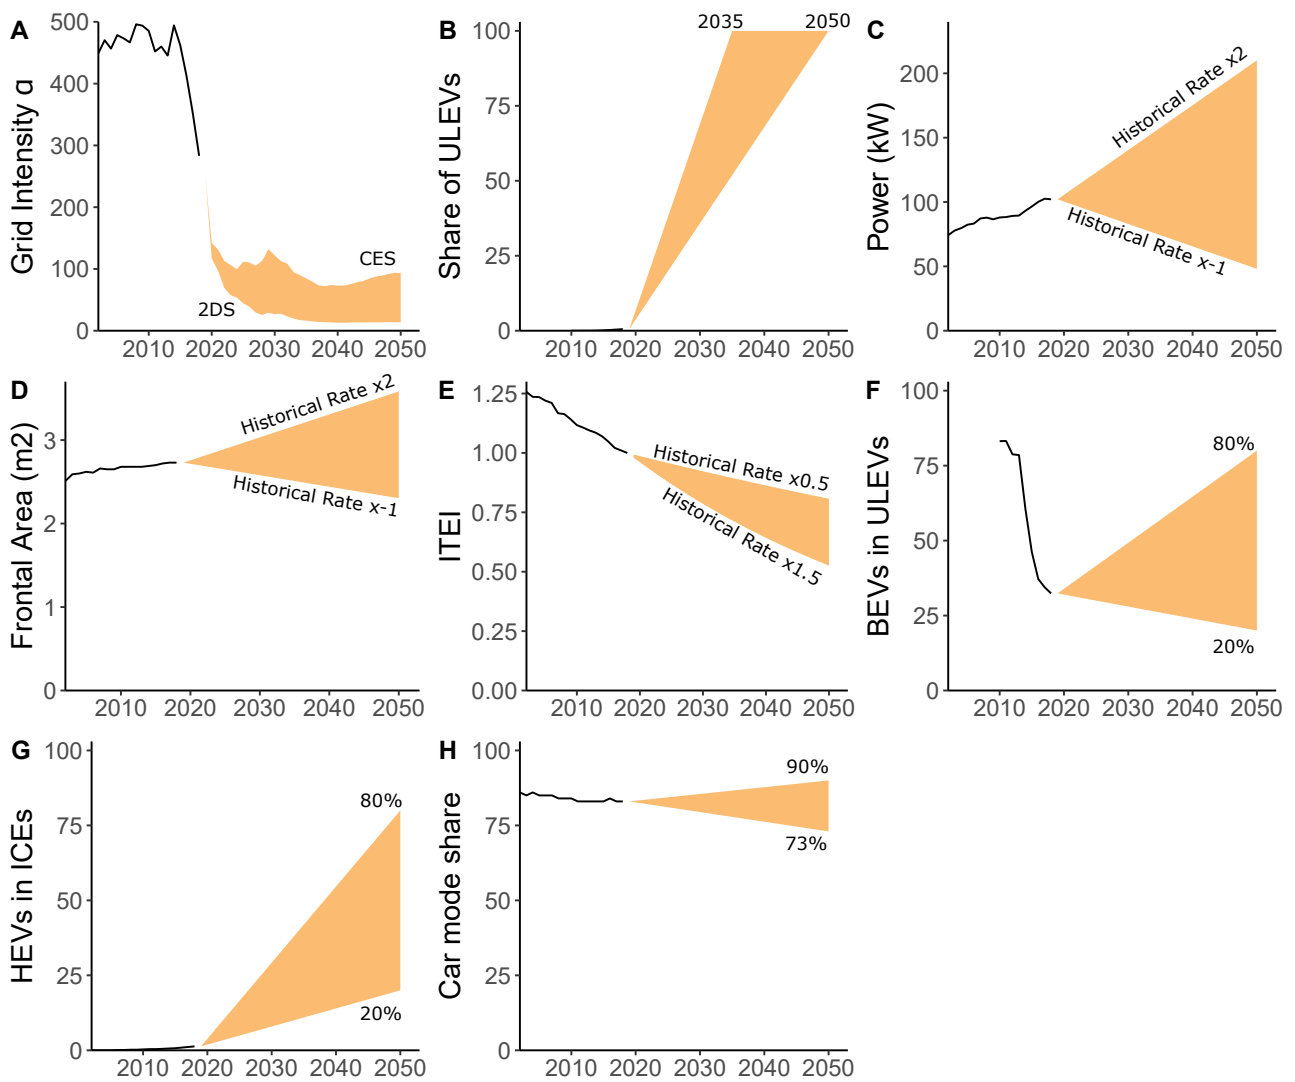 A
Grid Intensity α
500
400
300
200
100
0
CES
2DS
2010 2020 2030 2040 2050
B
Share of ULEVs
2035 2050
100
75
50
25
0
2010 2020 2030 2040 2050
C
Power (kW)
200
150
100
50
0
Historical Rate x2
Historical Rate x-1
2010 2020 2030 2040 2050
D
Frontal Area (m2)
3
2
1
0
Historical Rate x2
Historical Rate x-1
2010 2020 2030 2040 2050
E
ITEI
1.25
1.00
0.75
0.50
0.25
0.00
Historical Rate x0.5
Historical Rate x1.5
2010 2020 2030 2040 2050
F
BEVs in ULEVs
100
75
50
25
0
80%
20%
2010 2020 2030 2040 2050
G
HEVs in ICEs
100
75
50
25
0
80%
20%
2010 2020 2030 2040 2050
H
Car mode share
100
75
50
25
0
90%
73%
2010 2020 2030 2040 2050